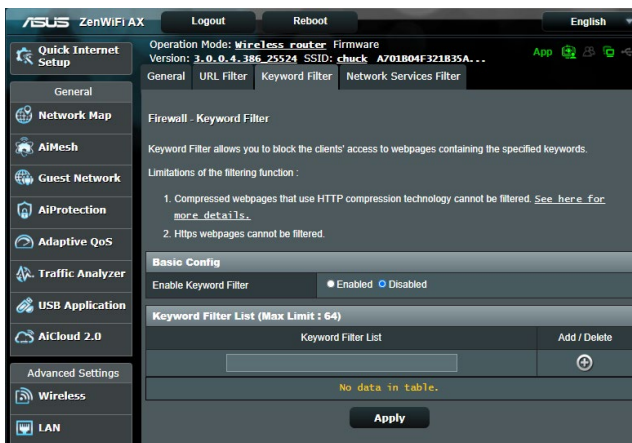 ASUS ZenWiFi AX Logout Reboot English
Quick Internet Setup
Operation Mode: Wireless router Firmware
Version: 3.0.0.4.386_25524 SSID: chuck A701B04F321B35A...
App
General URL Filter Keyword Filter Network Services Filter
General
Network Map
AiMesh
Guest Network
AiProtection
Adaptive QoS
Traffic Analyzer
USB Application
AiCloud 2.0
Advanced Settings
Wireless
LAN
Firewall - Keyword Filter
Keyword Filter allows you to block the clients' access to webpages containing the specified keywords.
Limitations of the filtering function :
1. Compressed webpages that use HTTP compression technology cannot be filtered. See here for
more details.
2. Https webpages cannot be filtered.
Basic Config
Enable Keyword Filter Enabled Disabled
Keyword Filter List (Max Limit : 64)
Keyword Filter List Add / Delete
No data in table.
Apply